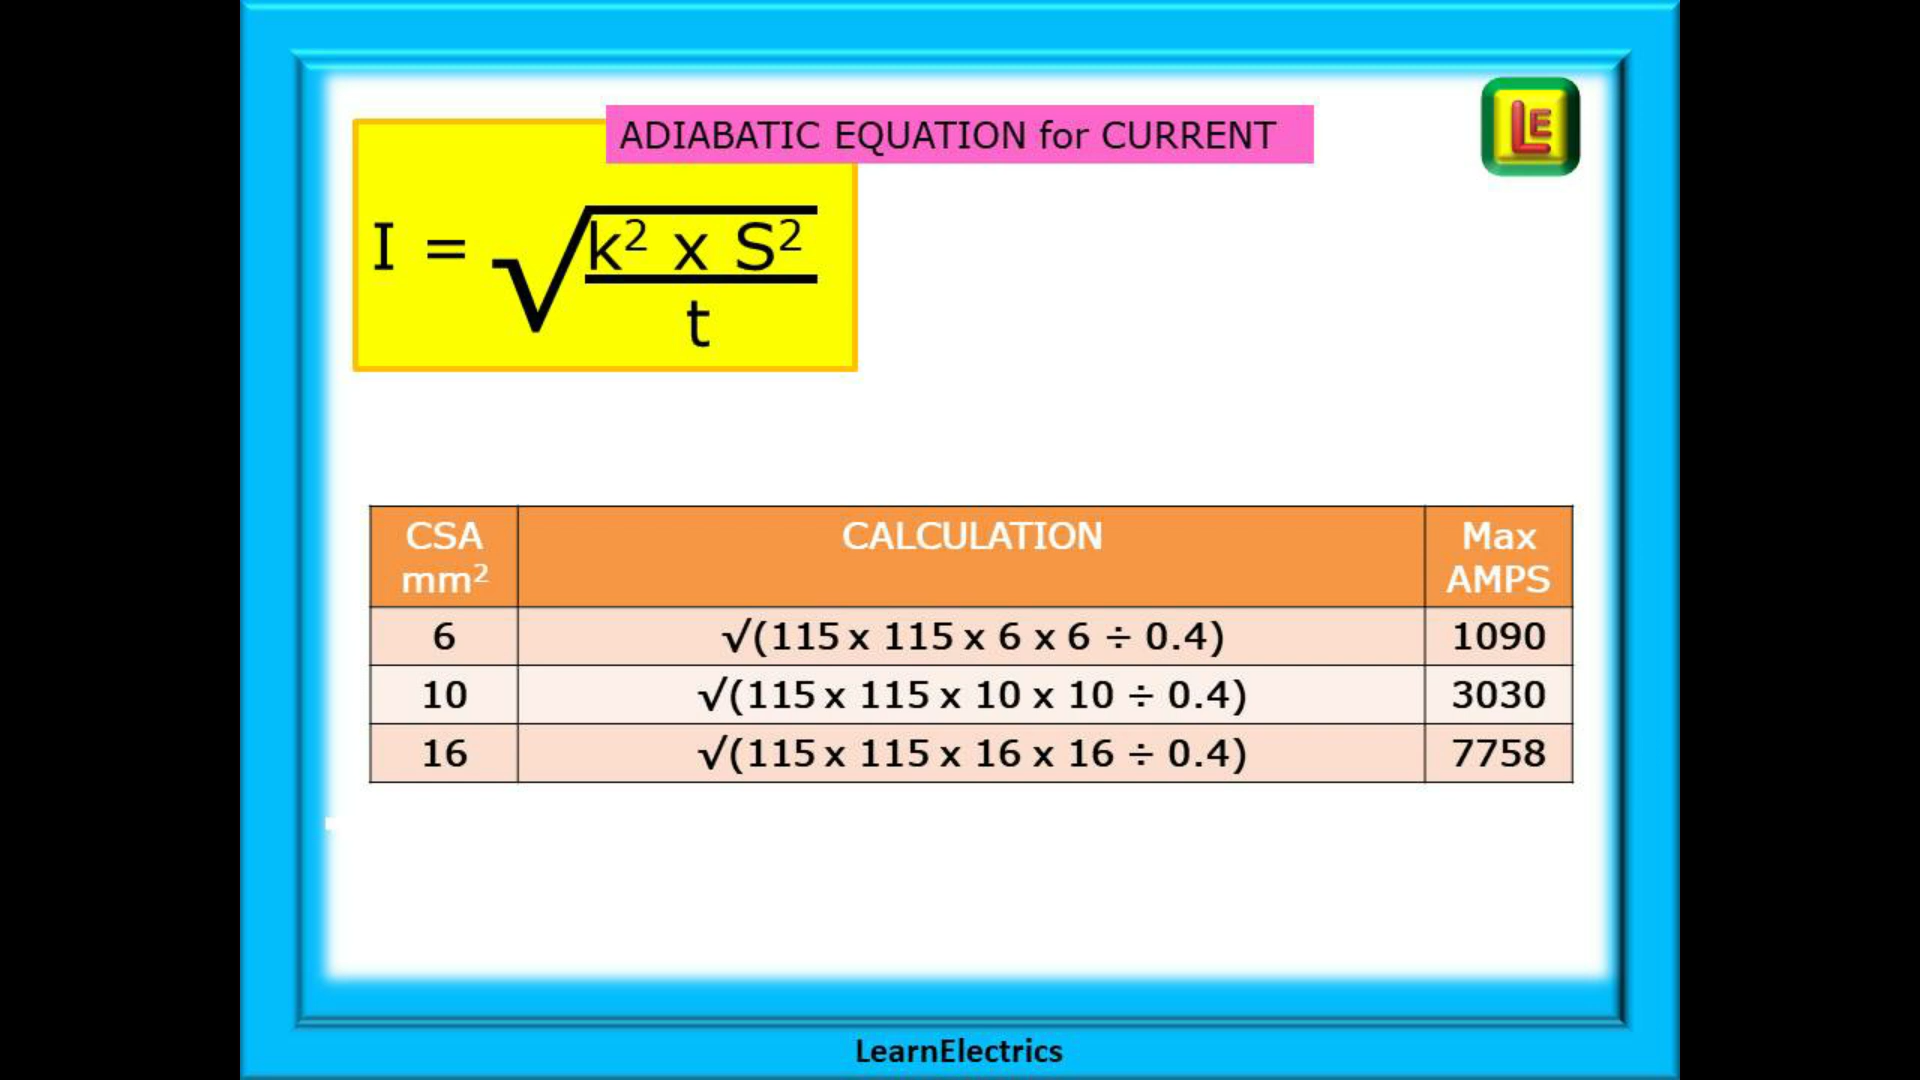 ADIABATIC EQUATION for CURRENT
LE
I = √(k² x S² / t)
CSA mm² CALCULATION Max AMPS
6 √(115 x 115 x 6 x 6 ÷ 0.4) 1090
10 √(115 x 115 x 10 x 10 ÷ 0.4) 3030
16 √(115 x 115 x 16 x 16 ÷ 0.4) 7758
LearnElectrics